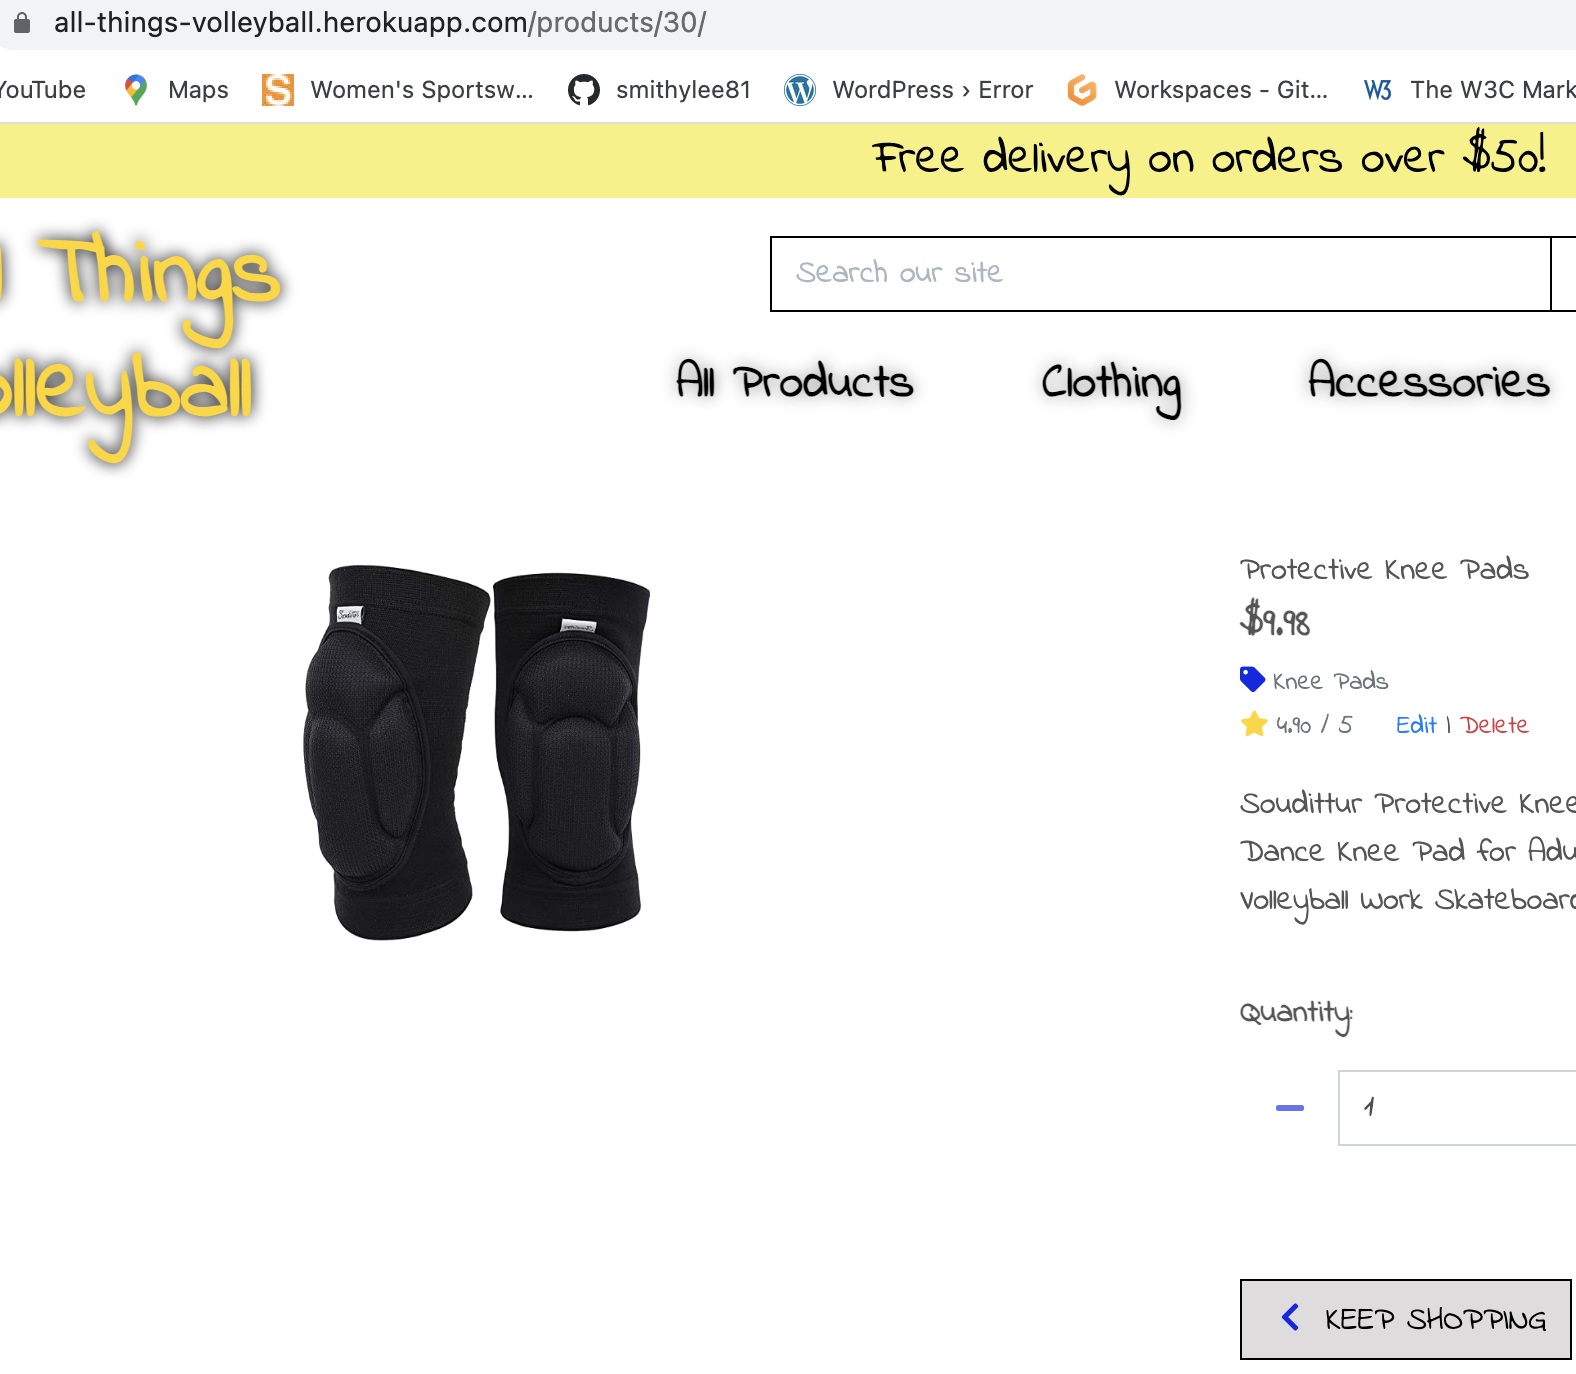 all-things-volleyball.herokuapp.com/products/30/
YouTube Maps Women's Sportsw... smithylee81 WordPress › Error Workspaces - Git... The W3C Mark
Free delivery on orders over $50!
Things
olleyball
Search our site
All Products Clothing Accessories
Protective Knee Pads
$9.98
Knee Pads
4.90 / 5 Edit | Delete
Soudittur Protective Knee
Dance Knee Pad for Adu
Volleyball Work Skateboard
Quantity:
1
KEEP SHOPPING